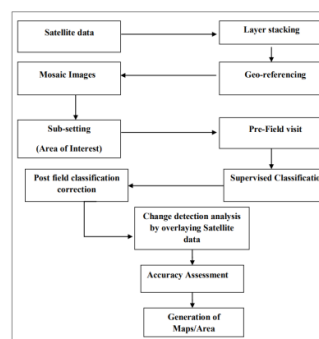 Satellite data
Layer stacking
Mosaic Images
Geo-referencing
Sub-setting
(Area of Interest)
Pre-Field visit
Post field classification
correction
Supervised Classification
Change detection analysis
by overlaying Satellite
data
Accuracy Assessment
Generation of
Maps/Area